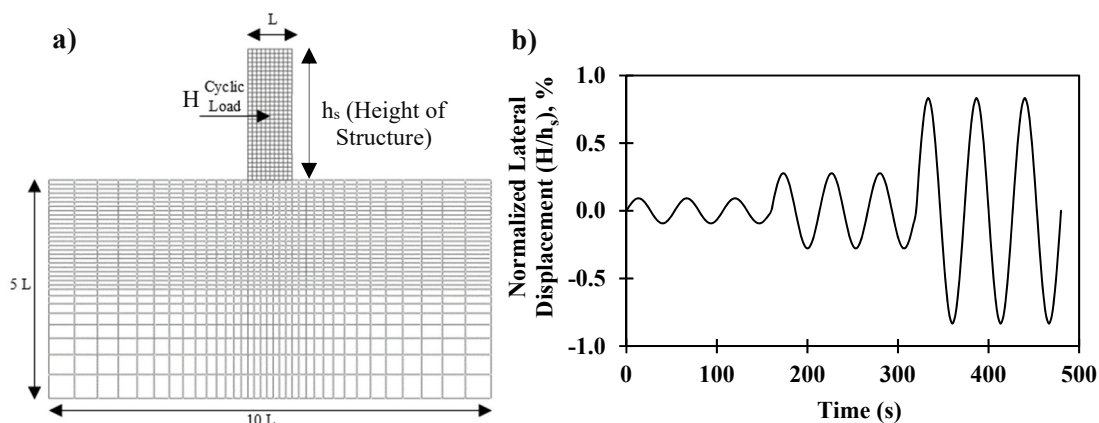 a)
L
H
Cyclic
Load
hs (Height of
Structure)
5 L
10 L
b)
Normalized Lateral
Displacement (H/hs), %
1.0
0.5
0.0
-0.5
-1.0
0 100 200 300 400 500
Time (s)